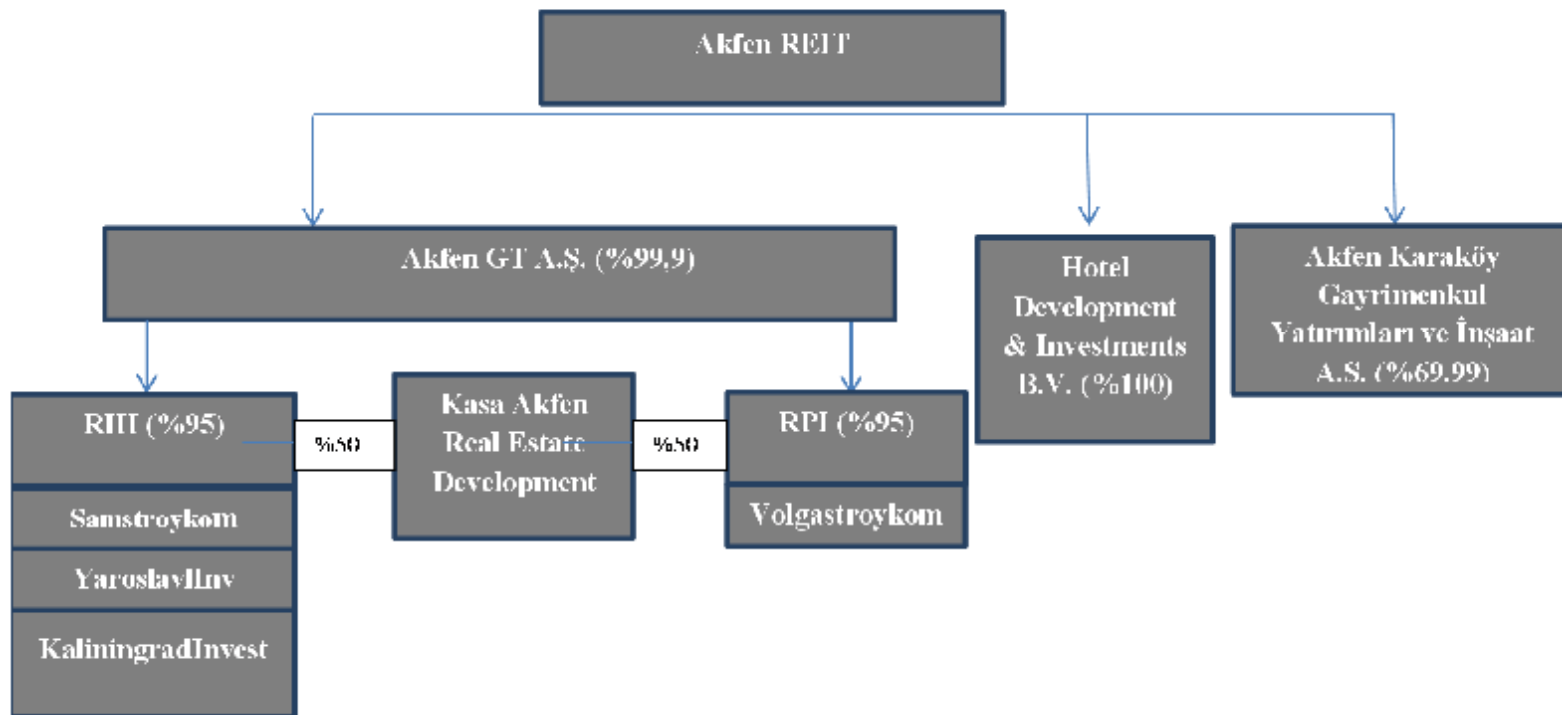 Akfen REIT
Akfen GT A.Ş. (%99,9)
Hotel
Development
& Investments
B.V. (%100)
Akfen Karaköy
Gayrimenkul
Yatırımları ve İnşaat
A.S. (%69.99)
RHI (%95)
%50
Kasa Akfen
Real Estate
Development
%50
RPI (%95)
Samstroykom
YaroslavlInv
KaliningradInvest
Volgastroykom